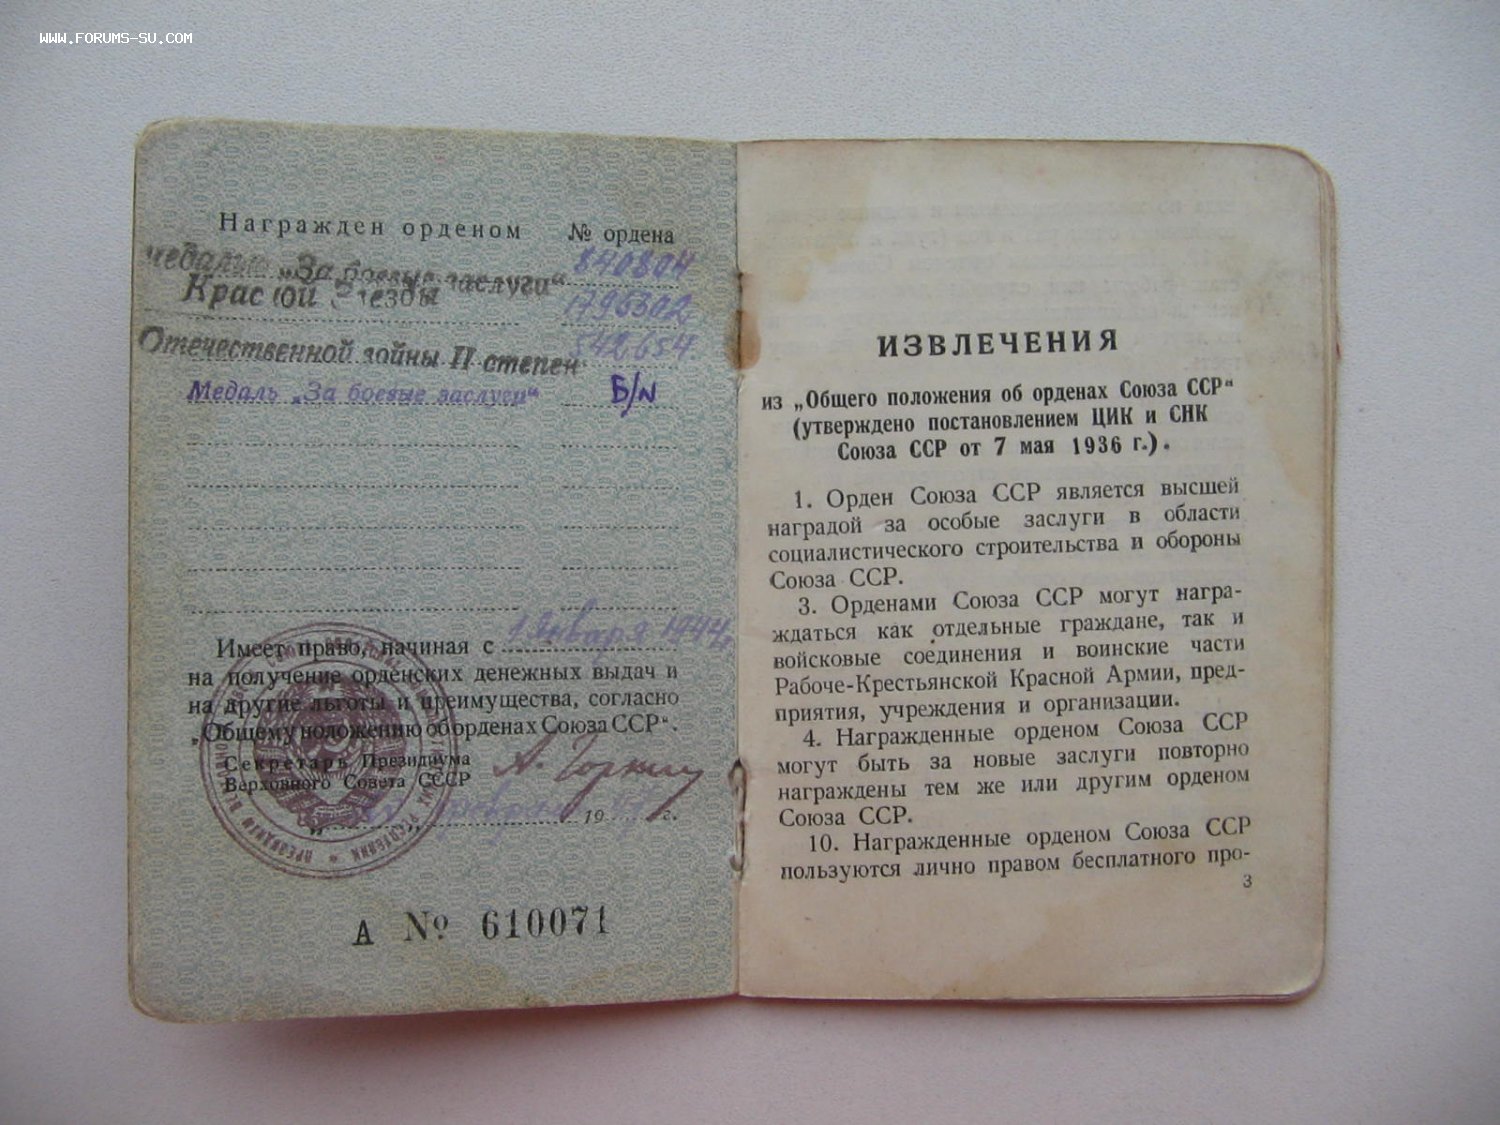 WWW.FORUMS-SU.COM
Награжден орденом № ордена
медалью „За боевые заслуги“ 840804
Красной Звезды 1795302
Отечественной войны II степен 542654
Медаль „За боевые заслуги“ Б/N
Имеет право, начиная с 1 Января 1944 г.
на получение орденских денежных выдач и
на другие льготы и преимущества, согласно
„Общему положению об орденах Союза ССР“.
Секретарь Президиума
Верховного Совета СССР А. Горкин
февраля 1947 г.
А № 610071
ИЗВЛЕЧЕНИЯ
из „Общего положения об орденах Союза ССР“
(утверждено постановлением ЦИК и СНК
Союза ССР от 7 мая 1936 г.).
1. Орден Союза ССР является высшей
наградой за особые заслуги в области
социалистического строительства и обороны
Союза ССР.
3. Орденами Союза ССР могут награ-
ждаться как отдельные граждане, так и
войсковые соединения и воинские части
Рабоче-Крестьянской Красной Армии, пред-
приятия, учреждения и организации.
4. Награжденные орденом Союза ССР
могут быть за новые заслуги повторно
награждены тем же или другим орденом
Союза ССР.
10. Награжденные орденом Союза ССР
пользуются лично правом бесплатного про-
3